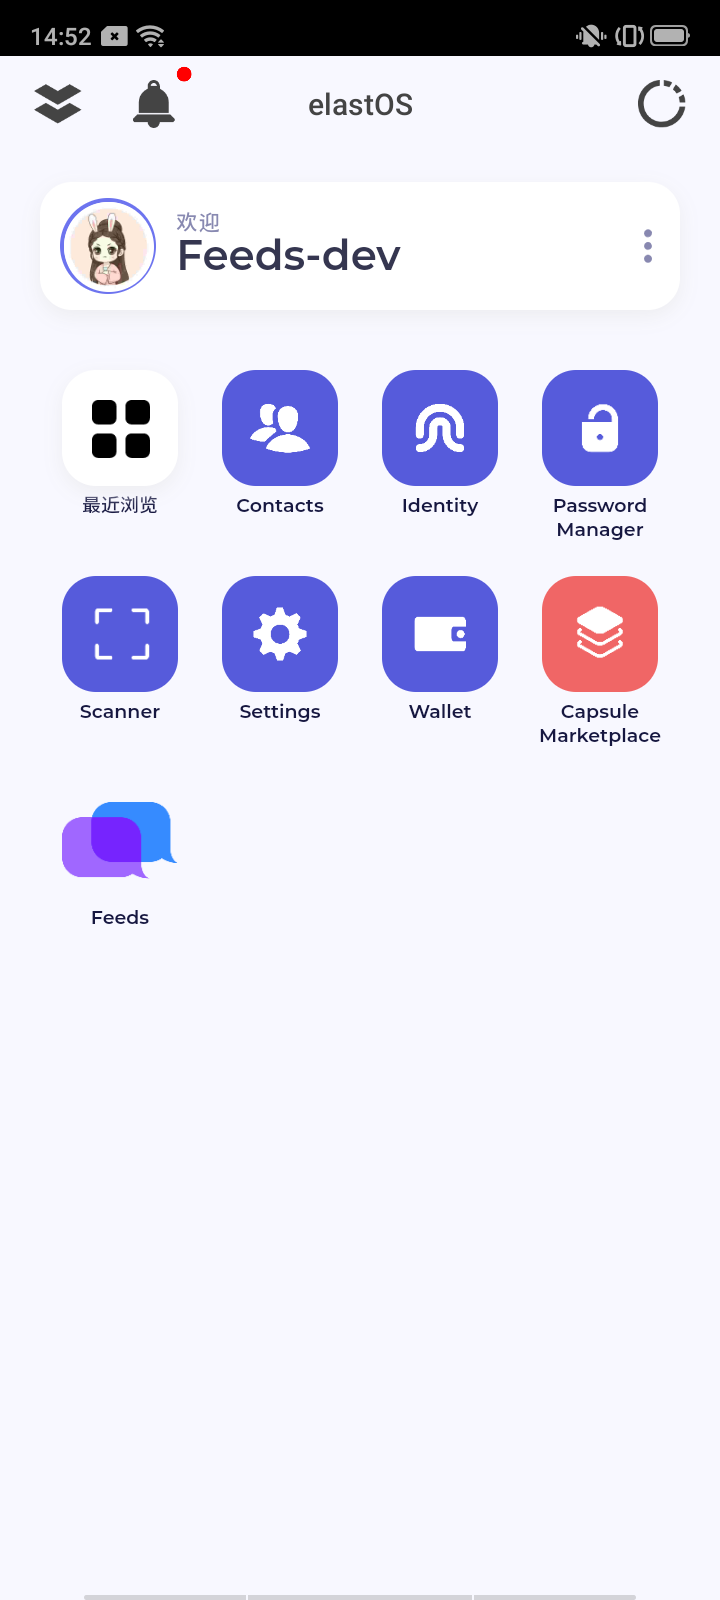 14:52
elastOS
欢迎
Feeds-dev
最近浏览
Contacts
Identity
Password
Manager
Scanner
Settings
Wallet
Capsule
Marketplace
Feeds